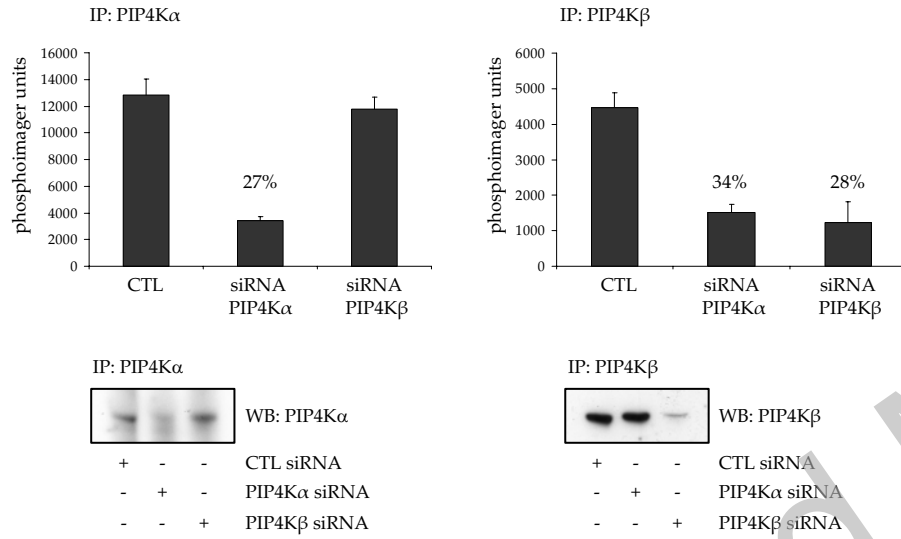 IP: PIP4Kα
phosphoimager units
16000
14000
12000
10000
8000
6000
4000
2000
0
27%
CTL
siRNA PIP4Kα
siRNA PIP4Kβ
IP: PIP4Kβ
phosphoimager units
6000
5000
4000
3000
2000
1000
0
34%
28%
CTL
siRNA PIP4Kα
siRNA PIP4Kβ
IP: PIP4Kα
WB: PIP4Kα
+ - - CTL siRNA
- + - PIP4Kα siRNA
- - + PIP4Kβ siRNA
IP: PIP4Kβ
WB: PIP4Kβ
+ - - CTL siRNA
- + - PIP4Kα siRNA
- - + PIP4Kβ siRNA